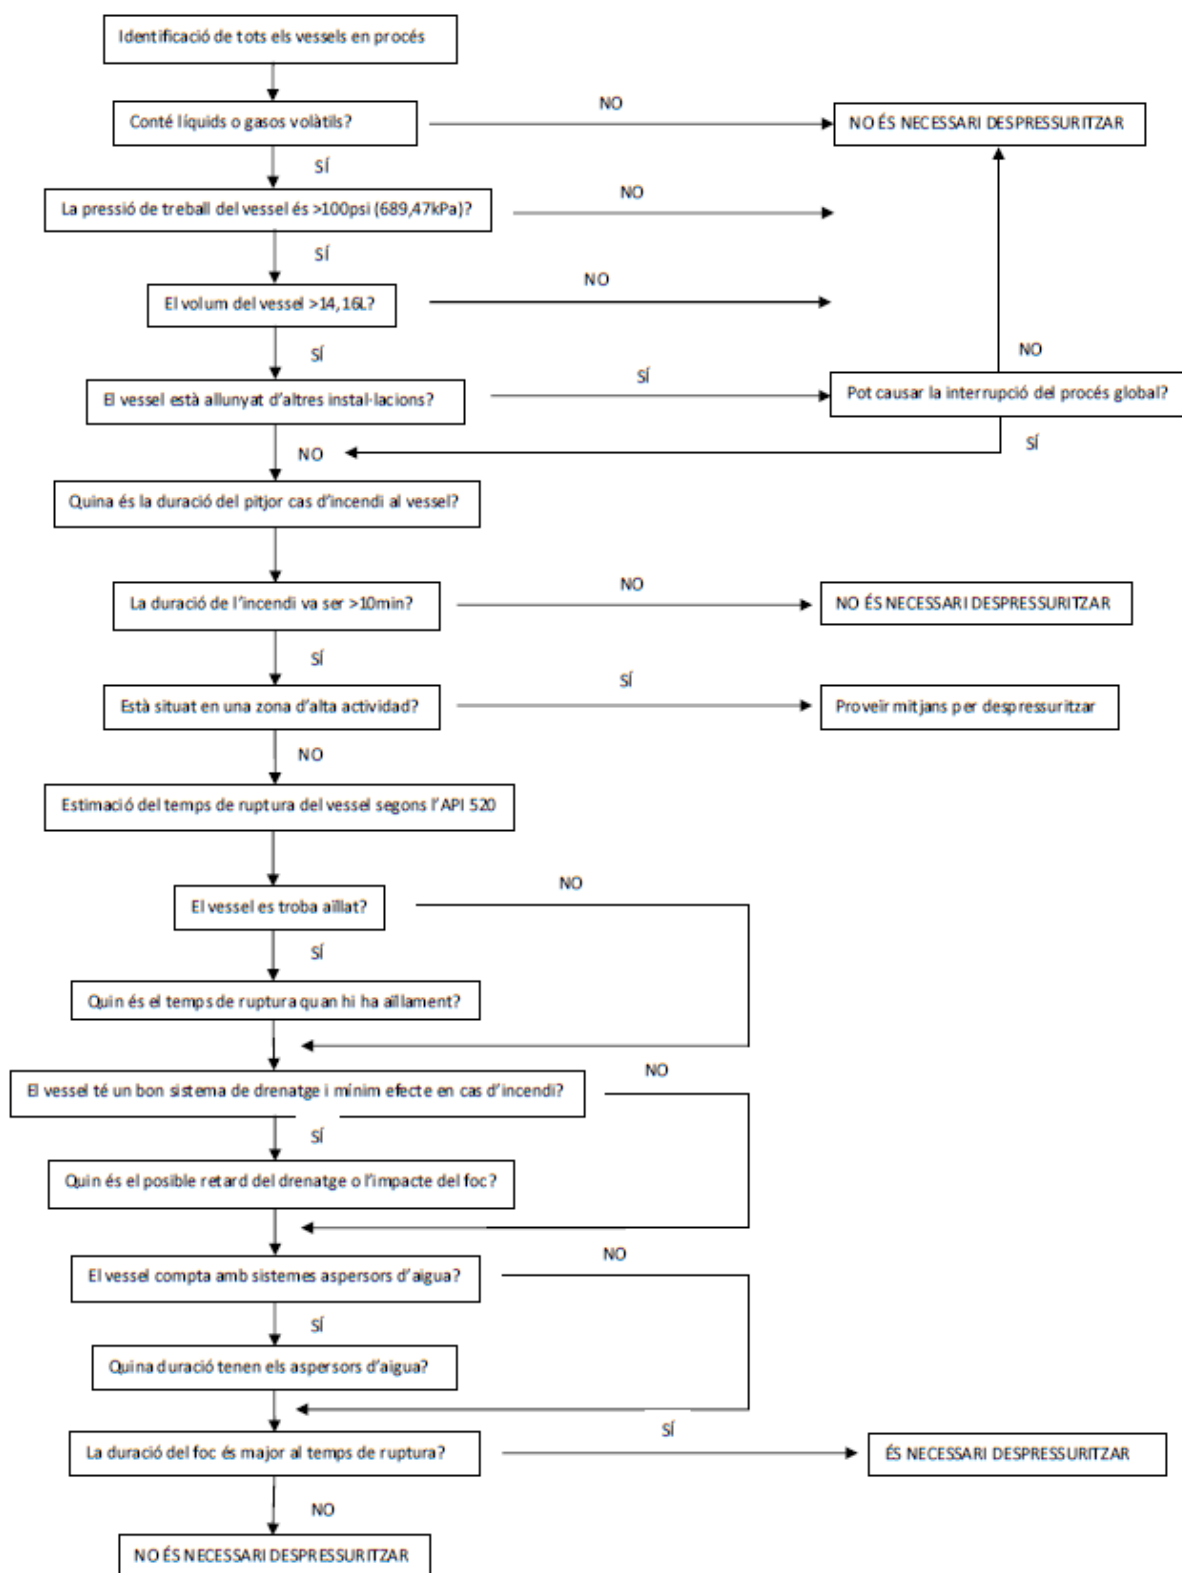 Identificació de tots els vessels en procés
NO
Conté líquids o gasos volàtils?
NO ÉS NECESSARI DESPRESSURITZAR
SÍ
NO
La pressió de treball del vessel és >100psi (689,47kPa)?
SÍ
NO
El volum del vessel >14,16L?
SÍ
NO
SÍ
El vessel està allunyat d'altres instal·lacions?
Pot causar la interrupció del procés global?
NO
SÍ
Quina és la duració del pitjor cas d'incendi al vessel?
NO
La duració de l'incendi va ser >10min?
NO ÉS NECESSARI DESPRESSURITZAR
SÍ
SÍ
Està situat en una zona d'alta actividad?
Proveïr mitjans per despressuritzar
NO
Estimació del temps de ruptura del vessel segons l'API 520
NO
El vessel es troba aïllat?
SÍ
Quin és el temps de ruptura quan hi ha aïllament?
NO
El vessel té un bon sistema de drenatge i mínim efecte en cas d'incendi?
SÍ
Quin és el posible retard del drenatge o l'impacte del foc?
NO
El vessel compta amb sistemes aspersors d'aigua?
SÍ
Quina duració tenen els aspersors d'aigua?
SÍ
La duració del foc és major al temps de ruptura?
ÉS NECESSARI DESPRESSURITZAR
NO
NO ÉS NECESSARI DESPRESSURITZAR